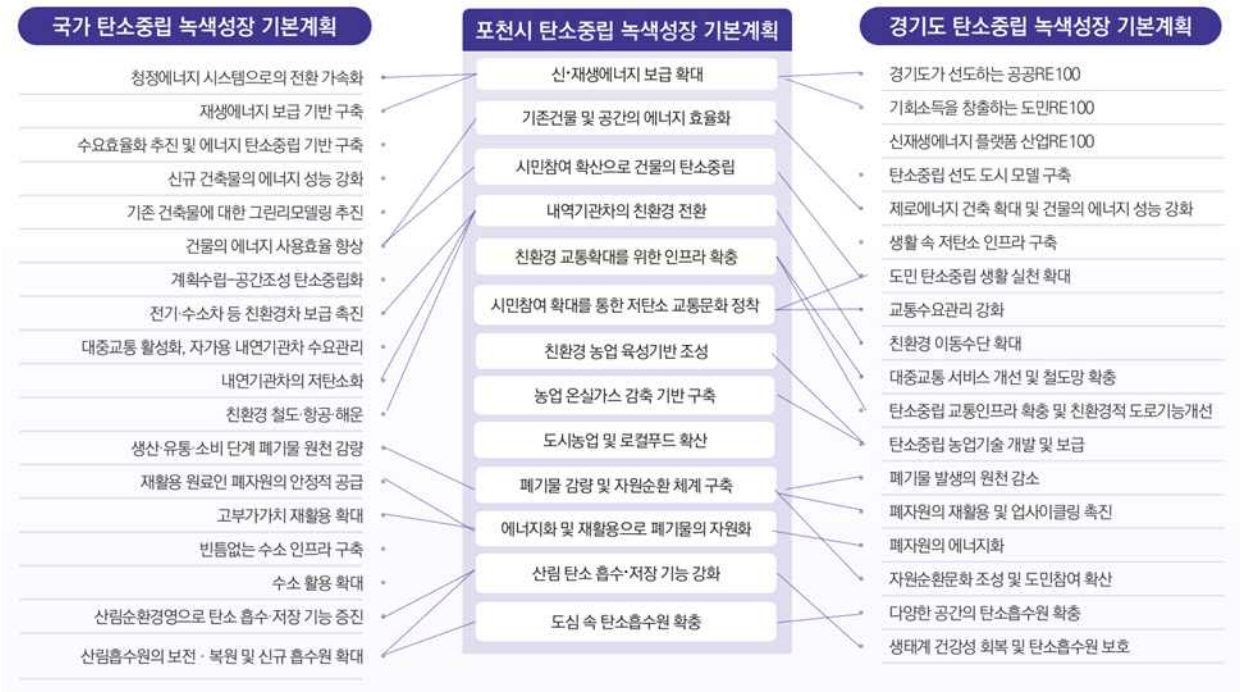 국가 탄소중립 녹색성장 기본계획
청정에너지 시스템으로의 전환 가속화
재생에너지 보급 기반 구축
수요효율화 추진 및 에너지 탄소중립 기반 구축
신규 건축물의 에너지 성능 강화
기존 건축물에 대한 그린리모델링 추진
건물의 에너지 사용효율 향상
계획수립-공간조성 탄소중립화
전기·수소차 등 친환경차 보급 촉진
대중교통 활성화, 자가용 내연기관차 수요관리
내연기관차의 저탄소화
친환경 철도·항공·해운
생산·유통·소비 단계 폐기물 원천 감량
재활용 원료인 폐자원의 안정적 공급
고부가가치 재활용 확대
빈틈없는 수소 인프라 구축
수소 활용 확대
산림순환경영으로 탄소 흡수·저장 기능 증진
산림흡수원의 보전 · 복원 및 신규 흡수원 확대
포천시 탄소중립 녹색성장 기본계획
신·재생에너지 보급 확대
기존건물 및 공간의 에너지 효율화
시민참여 확산으로 건물의 탄소중립
내역기관차의 친환경 전환
친환경 교통확대를 위한 인프라 확충
시민참여 확대를 통한 저탄소 교통문화 정착
친환경 농업 육성기반 조성
농업 온실가스 감축 기반 구축
도시농업 및 로컬푸드 확산
폐기물 감량 및 자원순환 체계 구축
에너지화 및 재활용으로 폐기물의 자원화
산림 탄소 흡수·저장 기능 강화
도심 속 탄소흡수원 확충
경기도 탄소중립 녹색성장 기본계획
경기도가 선도하는 공공RE100
기회소득을 창출하는 도민RE100
신재생에너지 플랫폼 산업RE100
탄소중립 선도 도시 모델 구축
제로에너지 건축 확대 및 건물의 에너지 성능 강화
생활 속 저탄소 인프라 구축
도민 탄소중립 생활 실천 확대
교통수요관리 강화
친환경 이동수단 확대
대중교통 서비스 개선 및 철도망 확충
탄소중립 교통인프라 확충 및 친환경적 도로기능개선
탄소중립 농업기술 개발 및 보급
폐기물 발생의 원천 감소
폐자원의 재활용 및 업사이클링 촉진
폐자원의 에너지화
자원순환문화 조성 및 도민참여 확산
다양한 공간의 탄소흡수원 확충
생태계 건강성 회복 및 탄소흡수원 보호